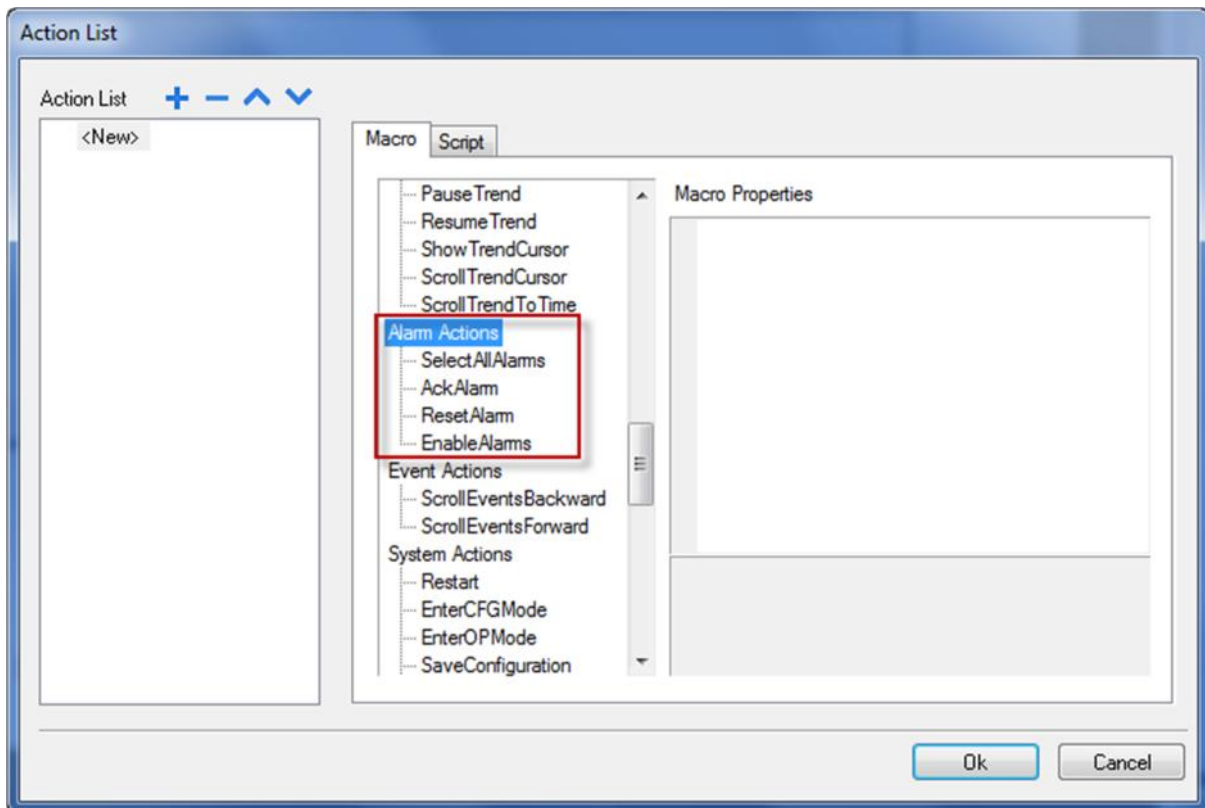 Action List
Action List
<New>
Macro
Script
PauseTrend
ResumeTrend
ShowTrendCursor
ScrollTrendCursor
ScrollTrendToTime
Alarm Actions
SelectAllAlarms
AckAlarm
ResetAlarm
EnableAlarms
Event Actions
ScrollEventsBackward
ScrollEventsForward
System Actions
Restart
EnterCFGMode
EnterOPMode
SaveConfiguration
Macro Properties
Ok
Cancel